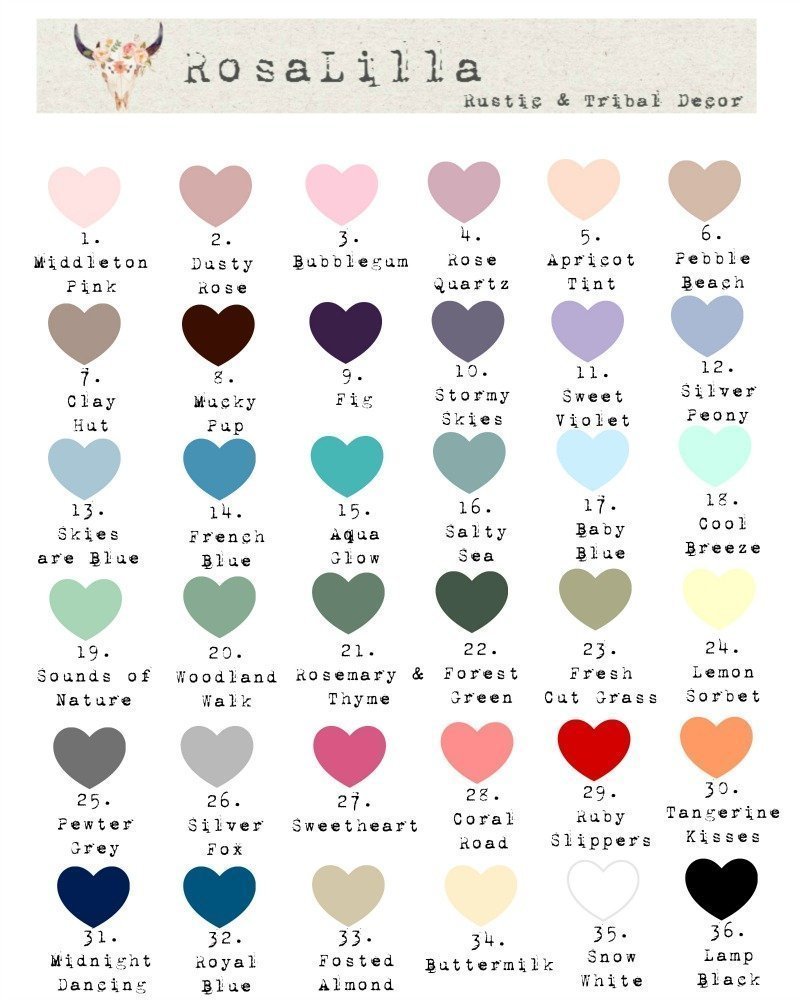 RosaLilla
Rustic & Tribal Decor
1.
Middleton
Pink
2.
Dusty
Rose
3.
Bubblegum
4.
Rose
Quartz
5.
Apricot
Tint
6.
Pebble
Beach
7.
Clay
Hut
8.
Mucky
Pup
9.
Fig
10.
Stormy
Skies
11.
Sweet
Violet
12.
Silver
Peony
13.
Skies
are Blue
14.
French
Blue
15.
Aqua
Glow
16.
Salty
Sea
17.
Baby
Blue
18.
Cool
Breeze
19.
Sounds of
Nature
20.
Woodland
Walk
21.
Rosemary &
Thyme
22.
Forest
Green
23.
Fresh
Cut Grass
24.
Lemon
Sorbet
25.
Pewter
Grey
26.
Silver
Fox
27.
Sweetheart
28.
Coral
Road
29.
Ruby
Slippers
30.
Tangerine
Kisses
31.
Midnight
Dancing
32.
Royal
Blue
33.
Fosted
Almond
34.
Buttermilk
35.
Snow
White
36.
Lamp
Black